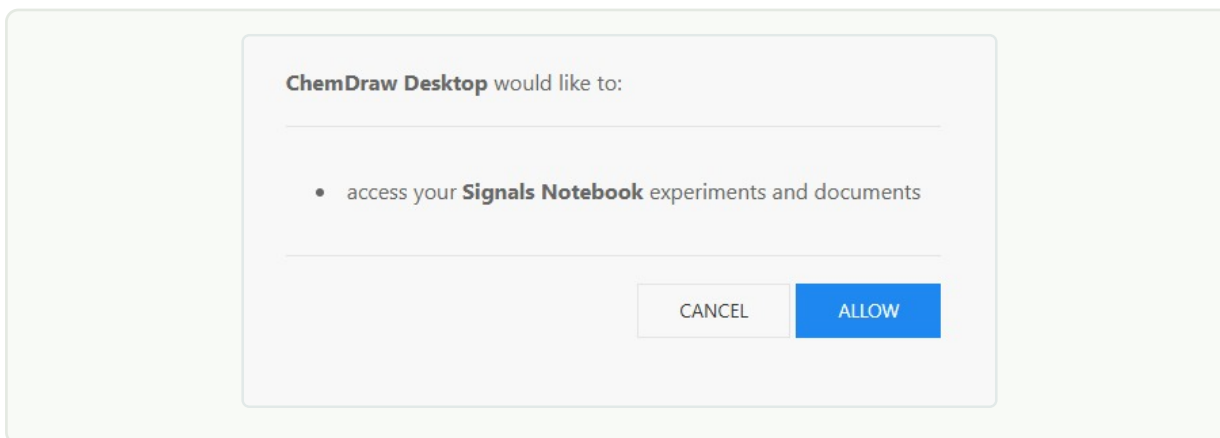 ChemDraw Desktop would like to:
access your Signals Notebook experiments and documents
CANCEL ALLOW